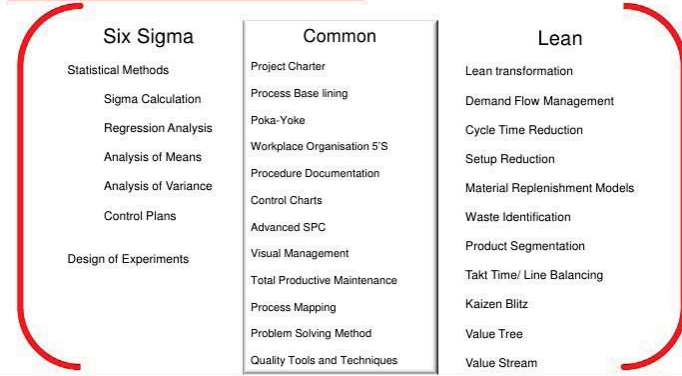 Six Sigma
Statistical Methods
Sigma Calculation
Regression Analysis
Analysis of Means
Analysis of Variance
Control Plans
Design of Experiments
Common
Project Charter
Process Base lining
Poka-Yoke
Workplace Organisation 5'S
Procedure Documentation
Control Charts
Advanced SPC
Visual Management
Total Productive Maintenance
Process Mapping
Problem Solving Method
Quality Tools and Techniques
Lean
Lean transformation
Demand Flow Management
Cycle Time Reduction
Setup Reduction
Material Replenishment Models
Waste Identification
Product Segmentation
Takt Time/ Line Balancing
Kaizen Blitz
Value Tree
Value Stream